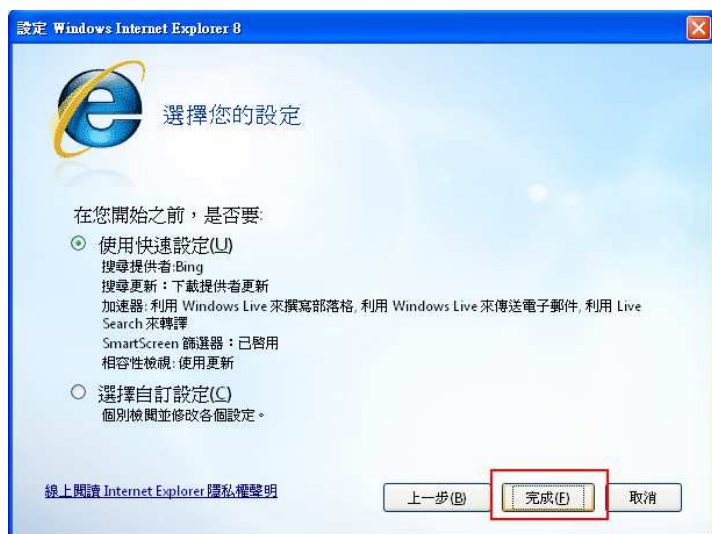 設定 Windows Internet Explorer 8
選擇您的設定
在您開始之前，是否要:
使用快速設定(U)
搜尋提供者:Bing
搜尋更新：下載提供者更新
加速器: 利用 Windows Live 來撰寫部落格, 利用 Windows Live 來傳送電子郵件, 利用 Live
Search 來轉譯
SmartScreen 篩選器：已啓用
相容性檢視: 使用更新
選擇自訂設定(C)
個別檢閱並修改各個設定。
線上閱讀 Internet Explorer 隱私權聲明
上一步(B)
完成(F)
取消